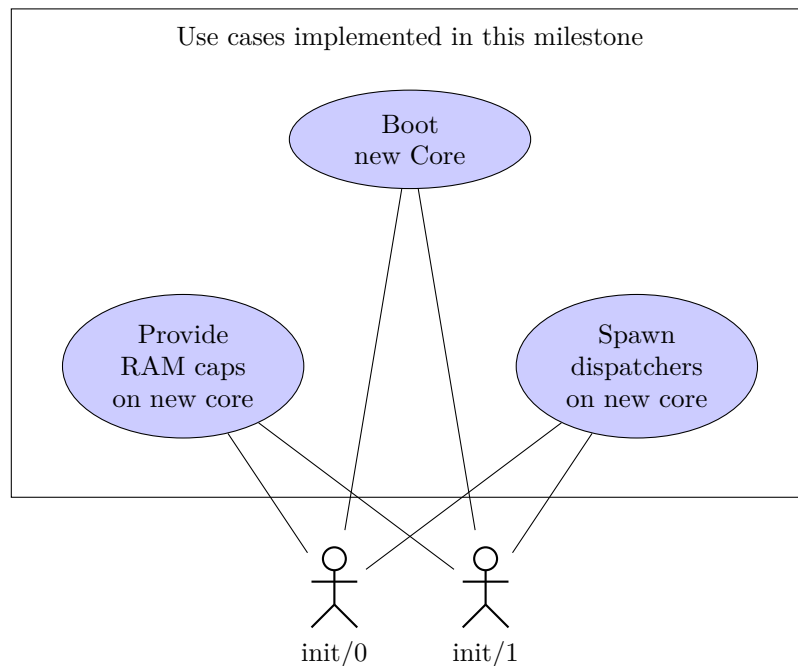 Use cases implemented in this milestone
Boot
new Core
Provide
RAM caps
on new core
Spawn
dispatchers
on new core
init/0
init/1